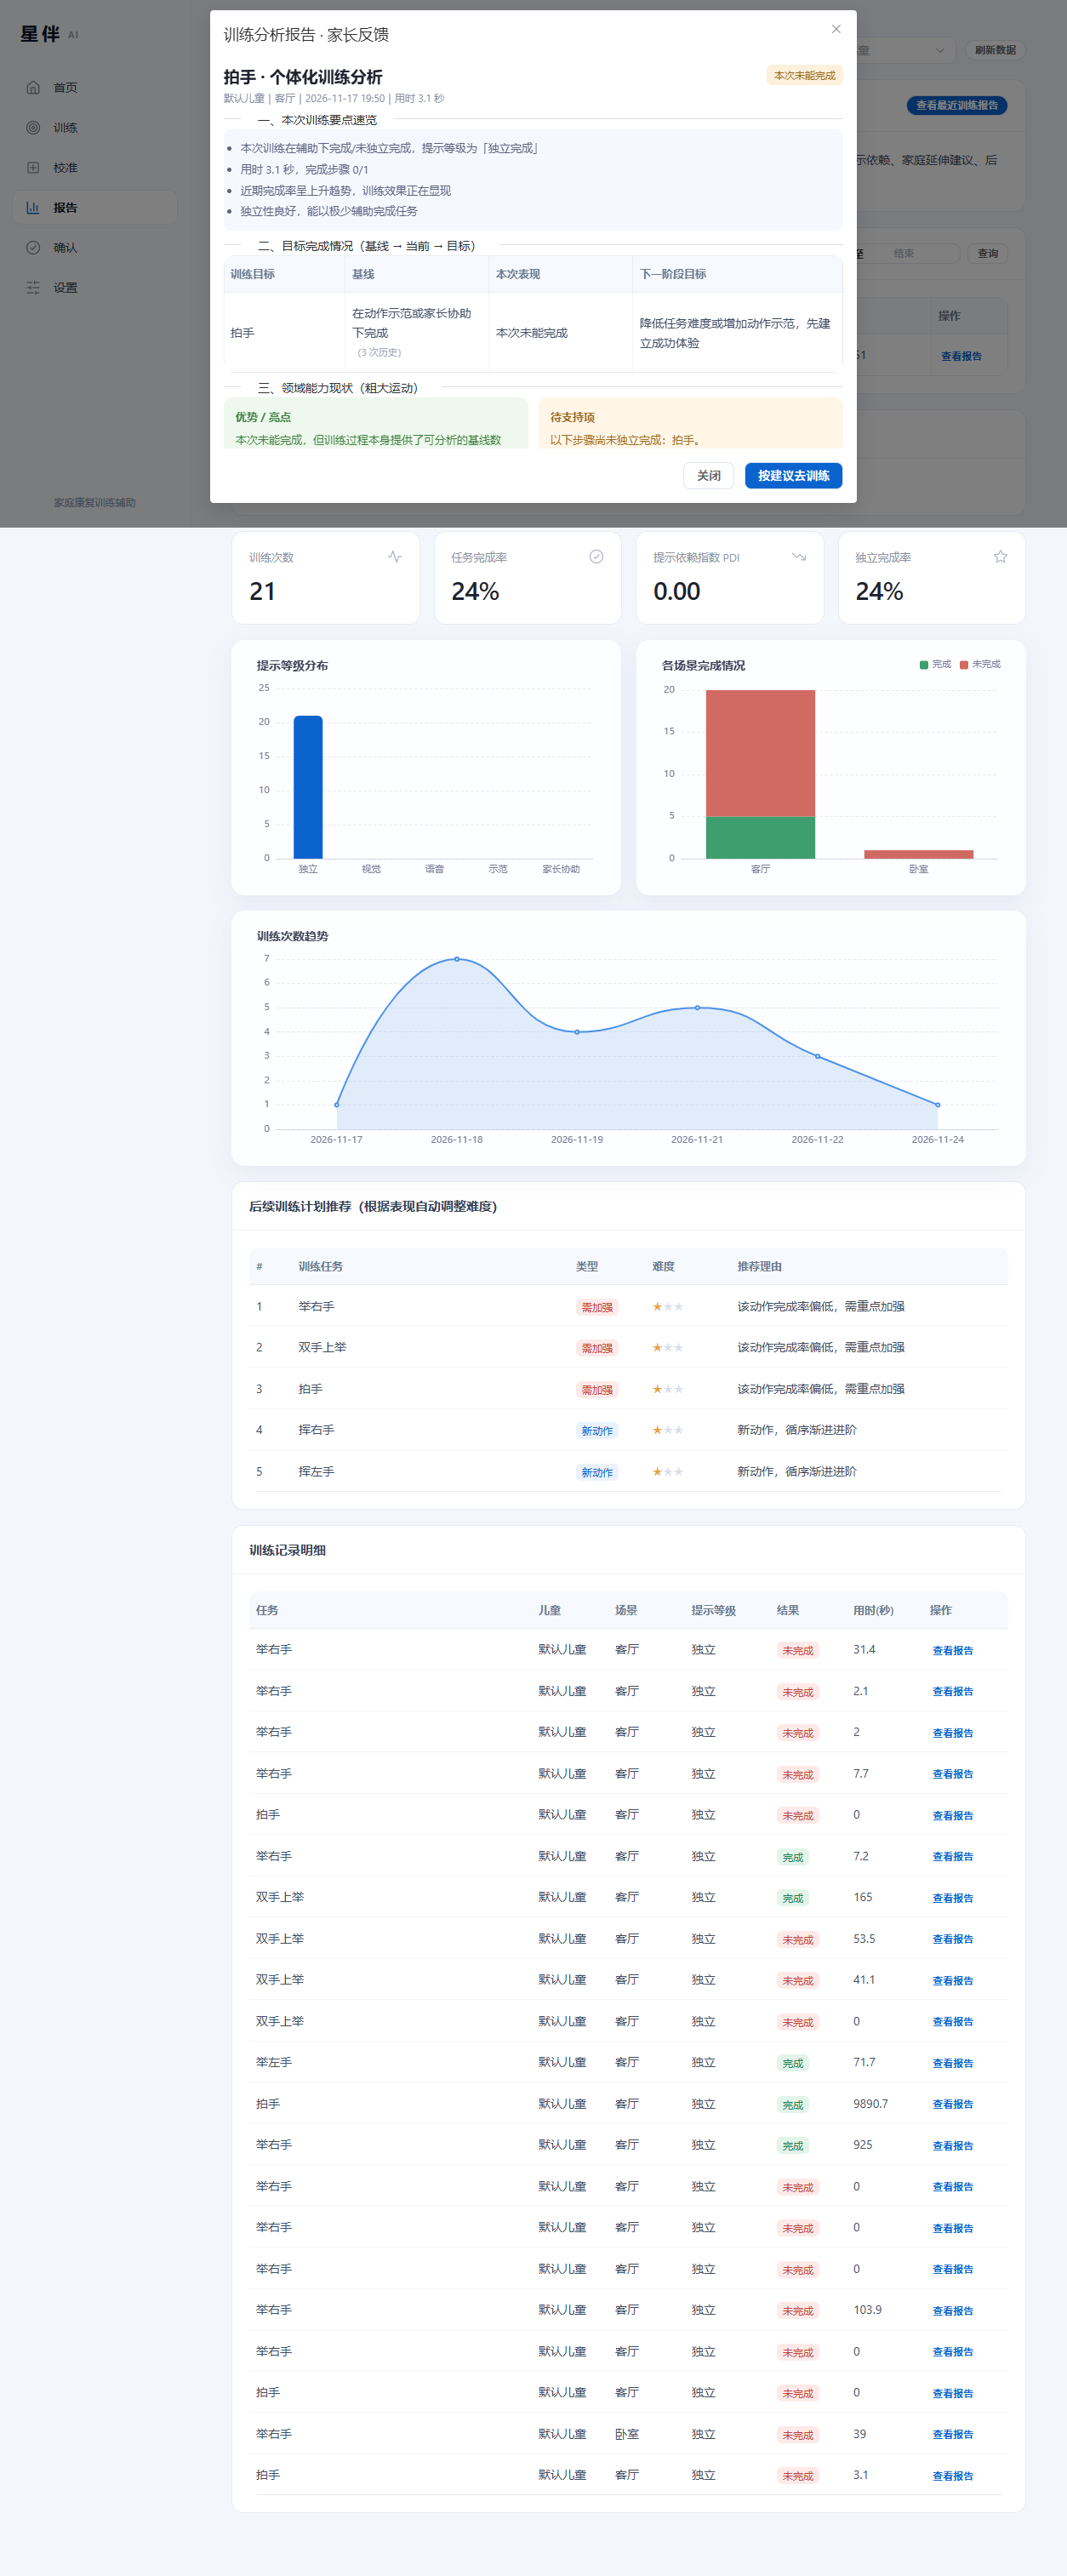 星伴 AI
首页
训练
校准
报告
确认
设置
家庭康复训练辅助
童
刷新数据
查看最近训练报告
示依赖、家庭延伸建议、后
至 结束 查询
操作
51 查看报告
训练分析报告 · 家长反馈
拍手 · 个体化训练分析
本次未能完成
默认儿童 | 客厅 | 2026-11-17 19:50 | 用时 3.1 秒
一、本次训练要点速览
本次训练在辅助下完成/未独立完成，提示等级为「独立完成」
用时 3.1 秒，完成步骤 0/1
近期完成率呈上升趋势，训练效果正在显现
独立性良好，能以极少辅助完成任务
二、目标完成情况（基线 → 当前 → 目标）
训练目标 基线 本次表现 下一阶段目标
拍手 在动作示范或家长协助下完成 (3 次历史) 本次未能完成 降低任务难度或增加动作示范，先建立成功体验
三、领域能力现状（粗大运动）
优势 / 亮点
本次未能完成，但训练过程本身提供了可分析的基线数
待支持项
以下步骤尚未独立完成：拍手。
关闭 按建议去训练
训练次数
21
任务完成率
24%
提示依赖指数 PDI
0.00
独立完成率
24%
提示等级分布
25
20
15
10
5
0
独立 视觉 语音 示范 家长协助
各场景完成情况
完成 未完成
20
15
10
5
0
客厅 卧室
训练次数趋势
7
6
5
4
3
2
1
0
2026-11-17 2026-11-18 2026-11-19 2026-11-21 2026-11-22 2026-11-24
后续训练计划推荐（根据表现自动调整难度）
# 训练任务 类型 难度 推荐理由
1 举右手 需加强 ★★★ 该动作完成率偏低，需重点加强
2 双手上举 需加强 ★★★ 该动作完成率偏低，需重点加强
3 拍手 需加强 ★★★ 该动作完成率偏低，需重点加强
4 挥右手 新动作 ★★★ 新动作，循序渐进进阶
5 挥左手 新动作 ★★★ 新动作，循序渐进进阶
训练记录明细
任务 儿童 场景 提示等级 结果 用时(秒) 操作
举右手 默认儿童 客厅 独立 未完成 31.4 查看报告
举右手 默认儿童 客厅 独立 未完成 2.1 查看报告
举右手 默认儿童 客厅 独立 未完成 2 查看报告
举右手 默认儿童 客厅 独立 未完成 7.7 查看报告
拍手 默认儿童 客厅 独立 未完成 0 查看报告
举右手 默认儿童 客厅 独立 完成 7.2 查看报告
双手上举 默认儿童 客厅 独立 完成 165 查看报告
双手上举 默认儿童 客厅 独立 未完成 53.5 查看报告
双手上举 默认儿童 客厅 独立 未完成 41.1 查看报告
双手上举 默认儿童 客厅 独立 未完成 0 查看报告
举左手 默认儿童 客厅 独立 完成 71.7 查看报告
拍手 默认儿童 客厅 独立 完成 9890.7 查看报告
举右手 默认儿童 客厅 独立 完成 925 查看报告
举右手 默认儿童 客厅 独立 未完成 0 查看报告
举右手 默认儿童 客厅 独立 未完成 0 查看报告
举右手 默认儿童 客厅 独立 未完成 0 查看报告
举右手 默认儿童 客厅 独立 未完成 103.9 查看报告
举右手 默认儿童 客厅 独立 未完成 0 查看报告
拍手 默认儿童 客厅 独立 未完成 0 查看报告
举右手 默认儿童 卧室 独立 未完成 39 查看报告
拍手 默认儿童 客厅 独立 未完成 3.1 查看报告